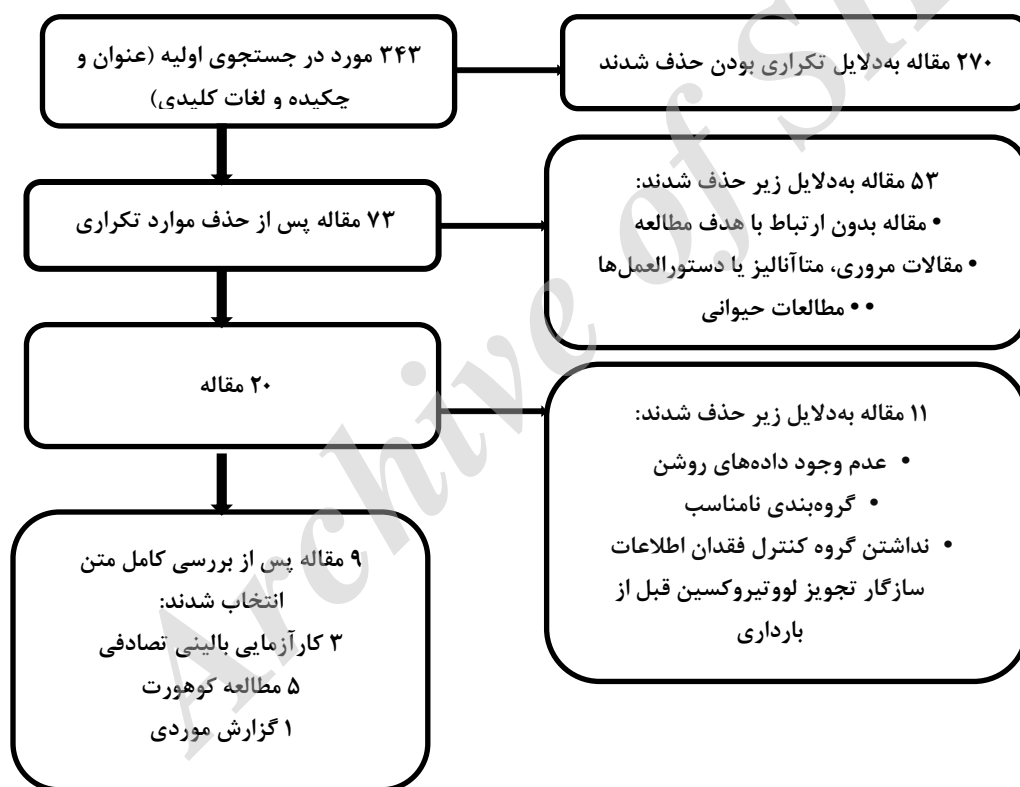 ۳۴۳ مورد در جستجوی اولیه (عنوان و
چکیده و لغات کلیدی)
۲۷۰ مقاله به‌دلایل تکراری بودن حذف شدند
۷۳ مقاله پس از حذف موارد تکراری
۵۳ مقاله به‌دلایل زیر حذف شدند:
• مقاله بدون ارتباط با هدف مطالعه
• مقالات مروری، متاآنالیز یا دستورالعمل‌ها
•• مطالعات حیوانی
۲۰ مقاله
۱۱ مقاله به‌دلایل زیر حذف شدند:
• عدم وجود داده‌های روشن
• گروه‌بندی نامناسب
• نداشتن گروه کنترل فقدان اطلاعات
سازگار تجویز لووتیروکسین قبل از
بارداری
۹ مقاله پس از بررسی کامل متن
انتخاب شدند:
۳ کارآزمایی بالینی تصادفی
۵ مطالعه کوهورت
۱ گزارش موردی
Archive of